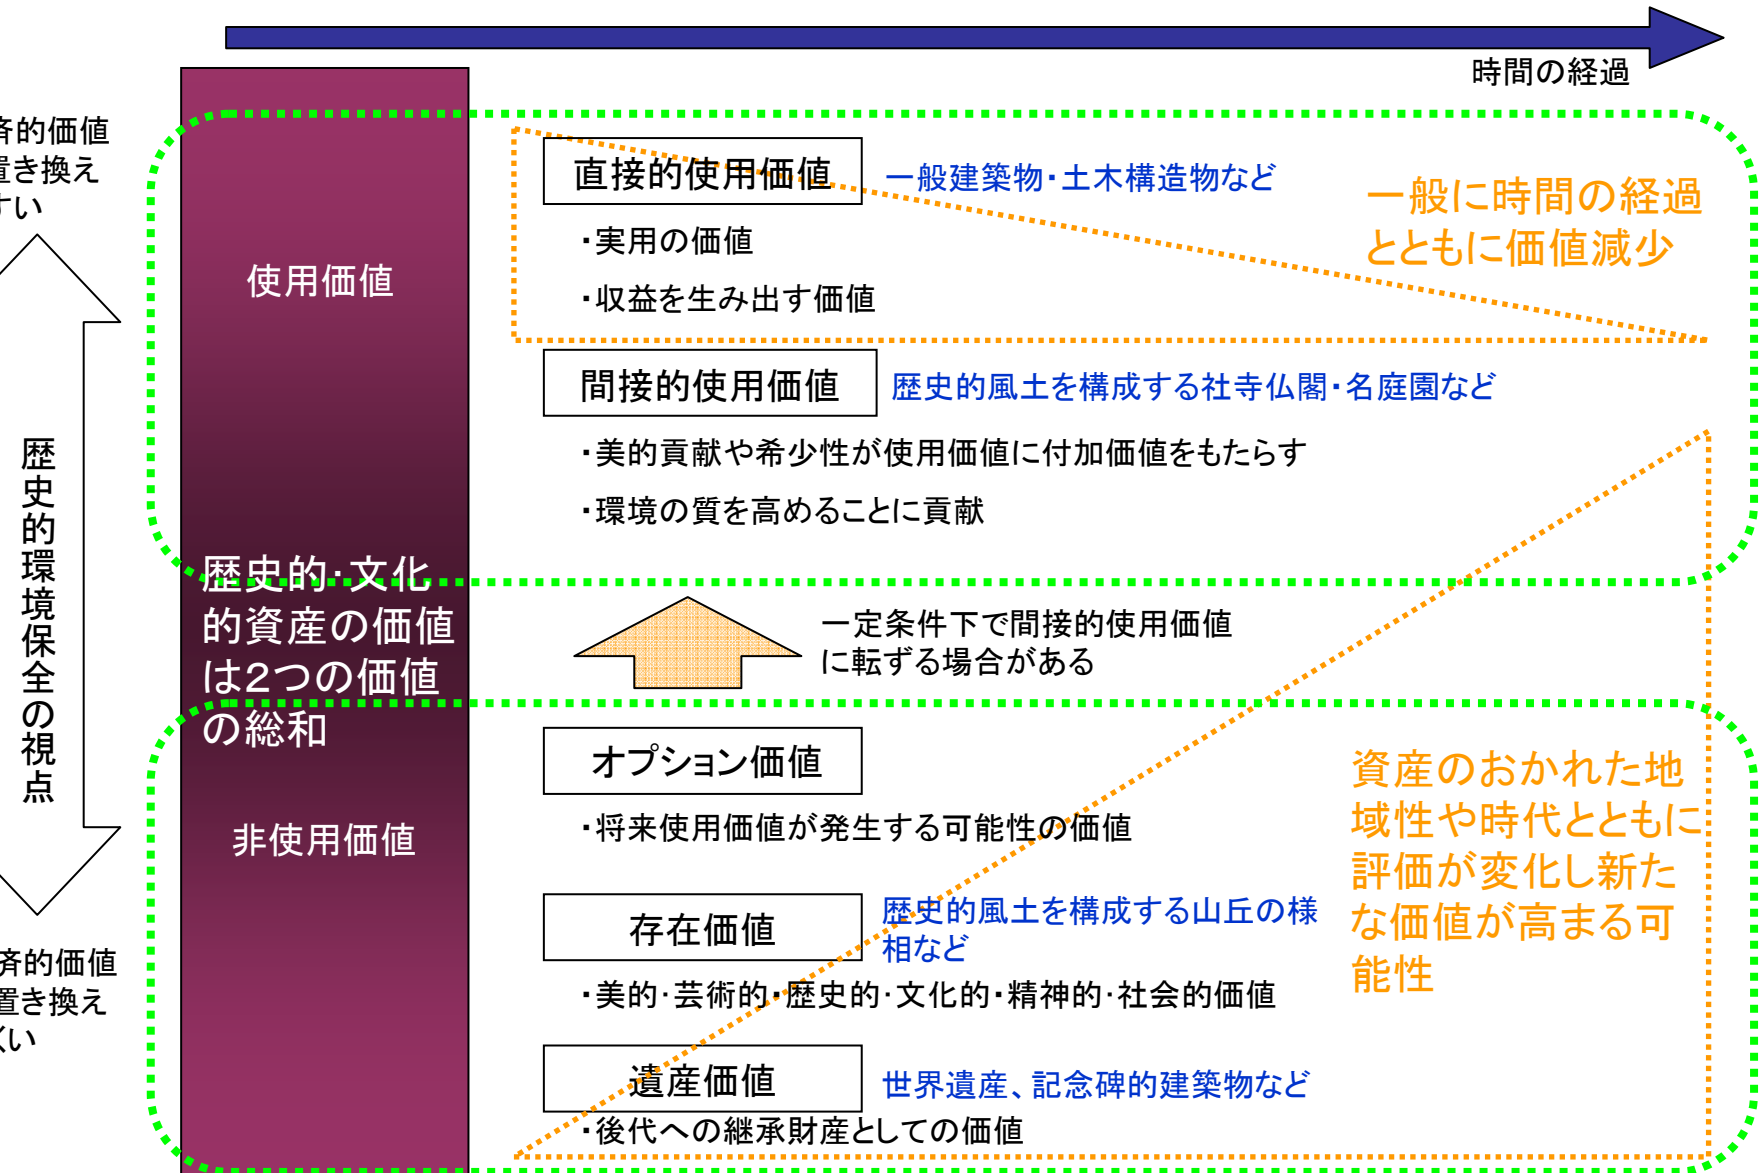 時間の経過
済的価値
置き換え
すい
歴史的環境保全の視点
済的価値
置き換え
くい
使用価値
歴史的・文化
的資産の価値
は2つの価値
の総和
非使用価値
直接的使用価値
一般建築物・土木構造物など
・実用の価値
・収益を生み出す価値
一般に時間の経過
とともに価値減少
間接的使用価値
歴史的風土を構成する社寺仏閣・名庭園など
・美的貢献や希少性が使用価値に付加価値をもたらす
・環境の質を高めることに貢献
一定条件下で間接的使用価値
に転ずる場合がある
オプション価値
・将来使用価値が発生する可能性の価値
存在価値
歴史的風土を構成する山丘の様
相など
・美的・芸術的・歴史的・文化的・精神的・社会的価値
遺産価値
世界遺産、記念碑的建築物など
・後代への継承財産としての価値
資産のおかれた地
域性や時代とともに
評価が変化し新た
な価値が高まる可
能性